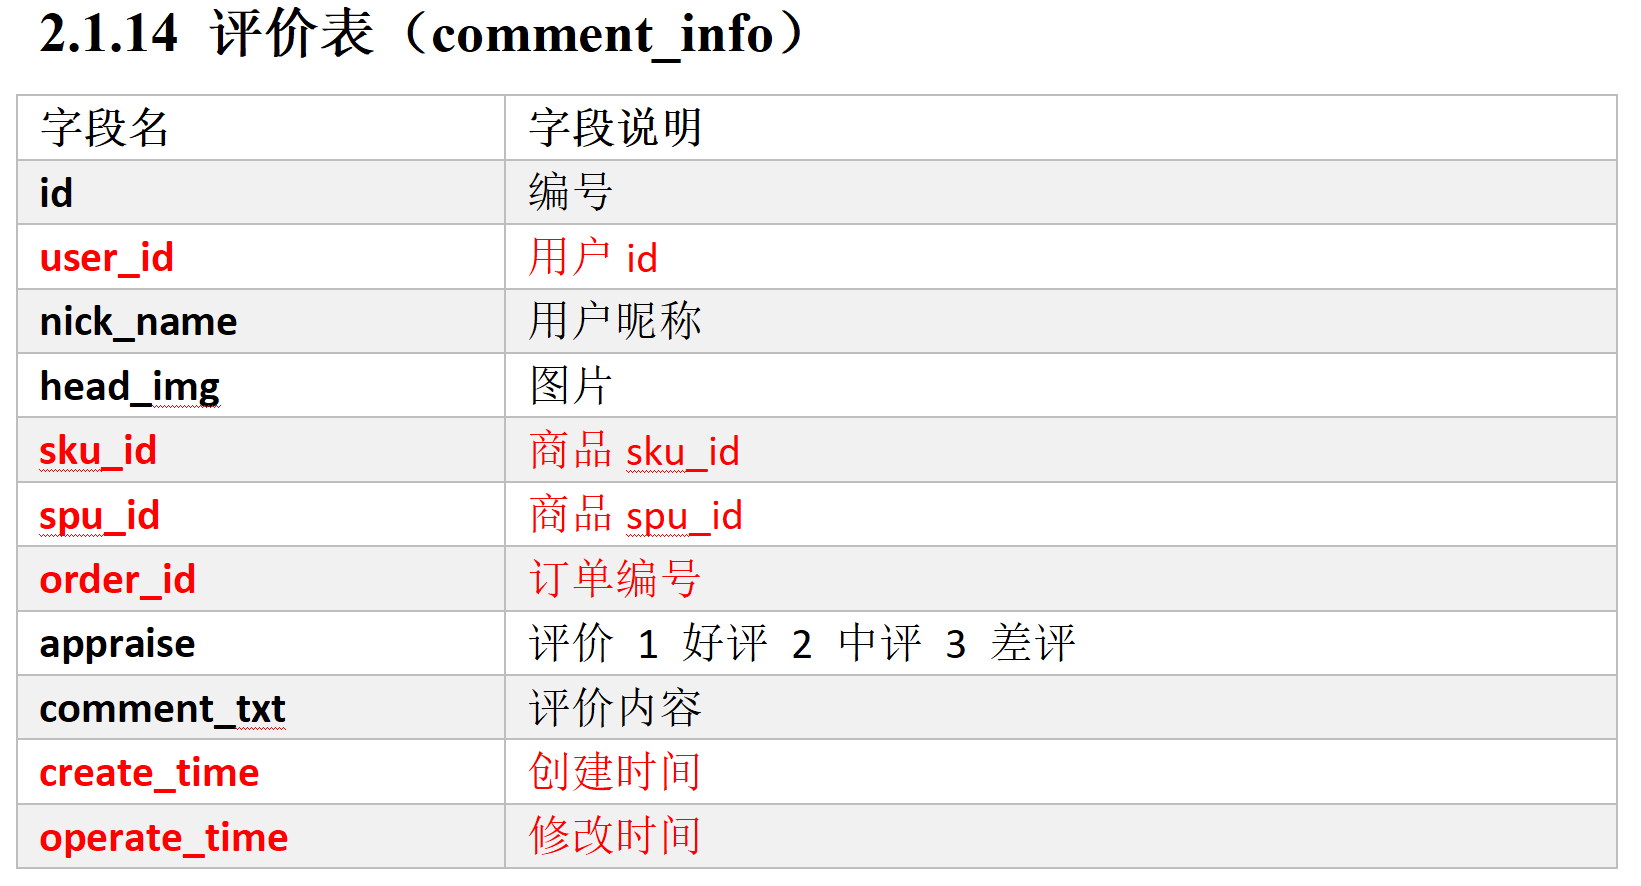 2.1.14 评价表（comment_info）
字段名 字段说明
id 编号
user_id 用户 id
nick_name 用户昵称
head_img 图片
sku_id 商品 sku_id
spu_id 商品 spu_id
order_id 订单编号
appraise 评价 1 好评 2 中评 3 差评
comment_txt 评价内容
create_time 创建时间
operate_time 修改时间